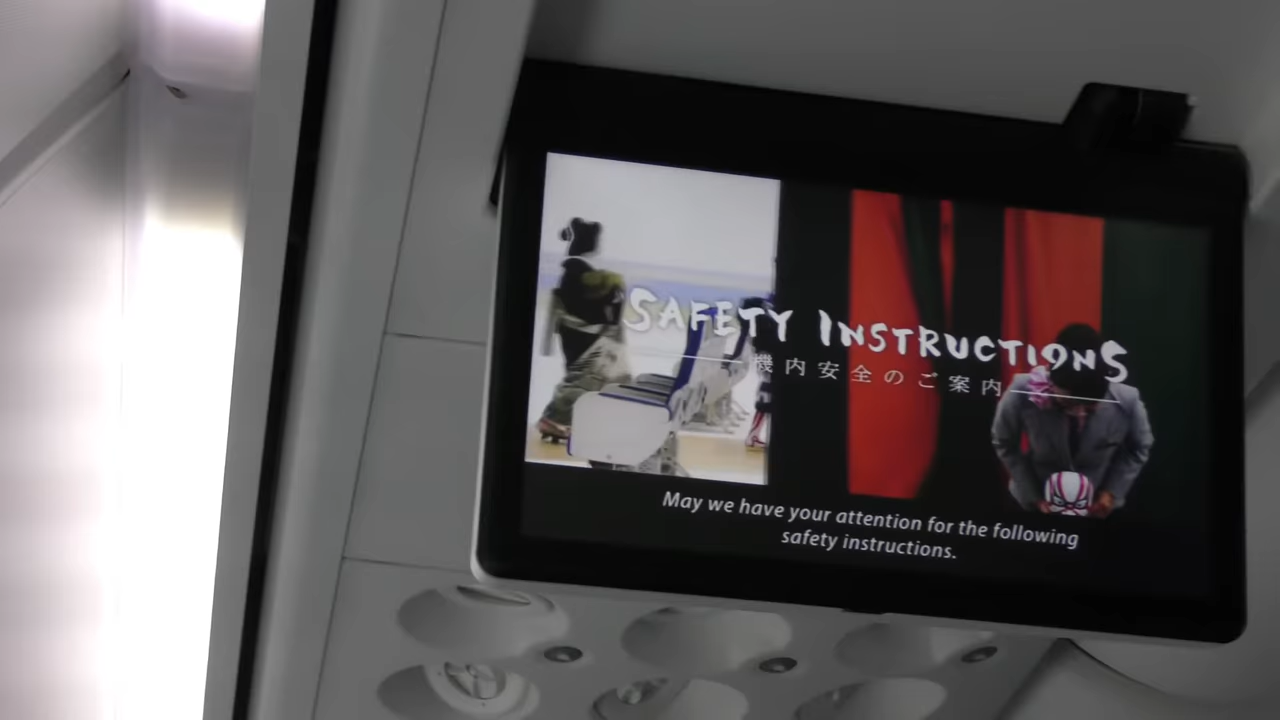 SAFETY INSTRUCTIONS
機内安全のご案内
May we have your attention for the following
safety instructions.